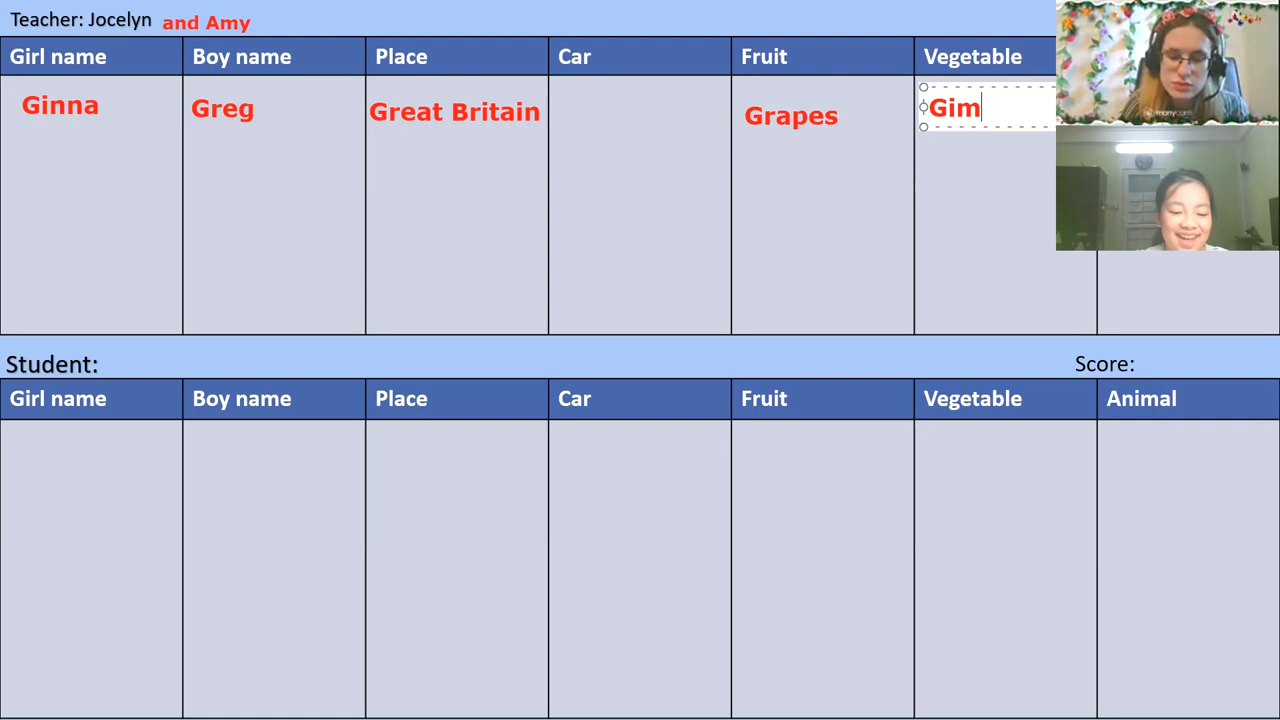 Teacher: Jocelyn and Amy
Girl name Boy name Place Car Fruit Vegetable
Ginna Greg Great Britain Grapes Gim
Student: Score:
Girl name Boy name Place Car Fruit Vegetable Animal